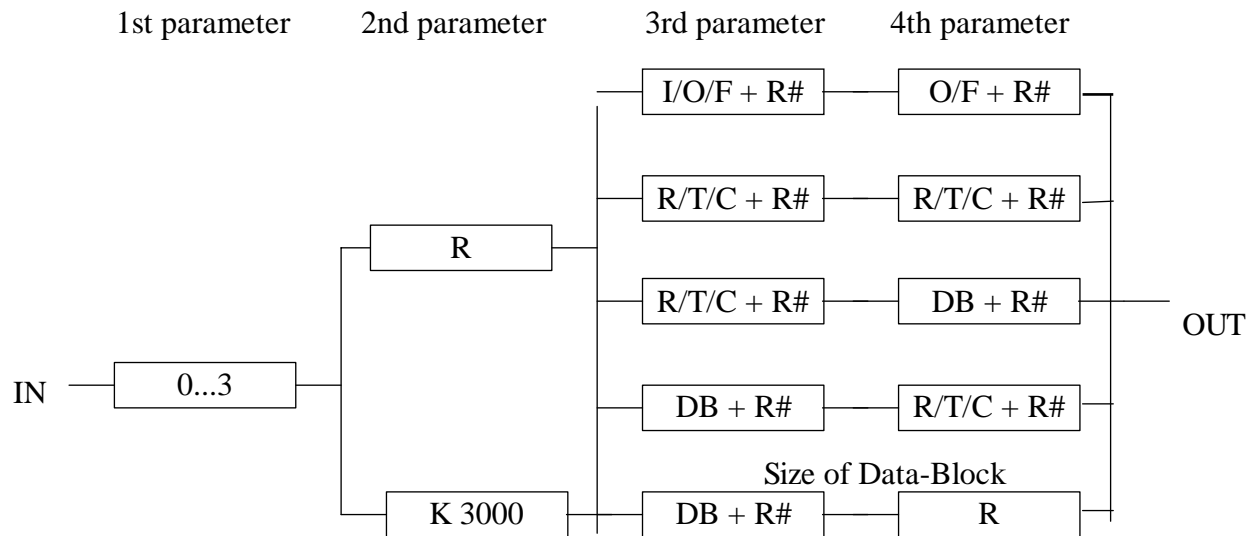 1st parameter 2nd parameter 3rd parameter 4th parameter
I/O/F + R# O/F + R#
R/T/C + R# R/T/C + R#
R
R/T/C + R# DB + R#
OUT
IN 0...3
DB + R# R/T/C + R#
Size of Data-Block
K 3000 DB + R# R